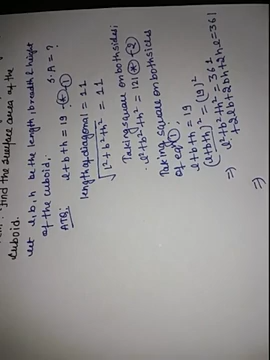 find the surface area of the
cuboid.
Let l, b, h be the length, breadth & height
of the cuboid; S.A = ?
ATQ;
l+b+h = 19 ①
length of diagonal = 11
√l²+b²+h² = 11
Taking square on both sides;
l²+b²+h² = 121 ②
Taking square on both sides
of eqⁿ ①;
l+b+h = 19
(l+b+h)² = (19)²
⇒ l²+b²+h² + 2lb+2bh+2hl = 361
⇒